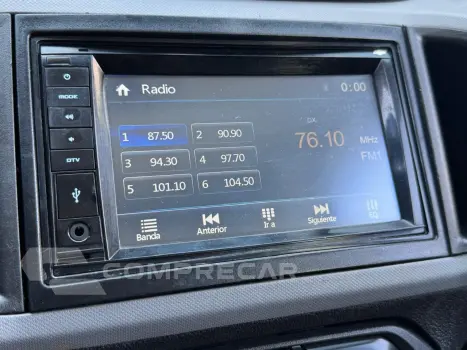 Radio
0:00
MODE
DTV
1 87.50
2 90.90
3 94.30
4 97.70
5 101.10
6 104.50
76.10 MHz
FM1
Banda
Anterior
Ir a
Siguiente
EQ
COMPRECAR